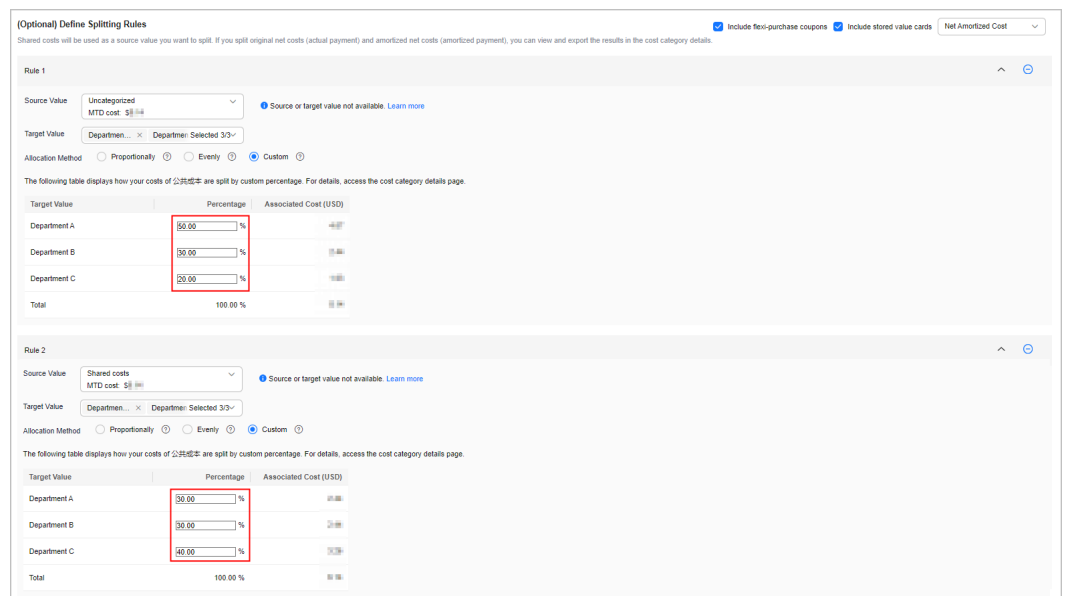 (Optional) Define Splitting Rules
Include flexi-purchase coupons Include stored value cards Net Amortized Cost
Shared costs will be used as a source value you want to split. If you split original net costs (actual payment) and amortized net costs (amortized payment), you can view and export the results in the cost category details.
Rule 1
Source Value Uncategorized
MTD cost: $
Source or target value not available. Learn more
Target Value Departmen... × Departmen Selected 3/3
Allocation Method Proportionally Evenly Custom
The following table displays how your costs of 公共成本 are split by custom percentage. For details, access the cost category details page.
Target Value Percentage Associated Cost (USD)
Department A 50.00 %
Department B 30.00 %
Department C 20.00 %
Total 100.00 %
Rule 2
Source Value Shared costs
MTD cost: $
Source or target value not available. Learn more
Target Value Departmen... × Departmen Selected 3/3
Allocation Method Proportionally Evenly Custom
The following table displays how your costs of 公共成本 are split by custom percentage. For details, access the cost category details page.
Target Value Percentage Associated Cost (USD)
Department A 30.00 %
Department B 30.00 %
Department C 40.00 %
Total 100.00 %